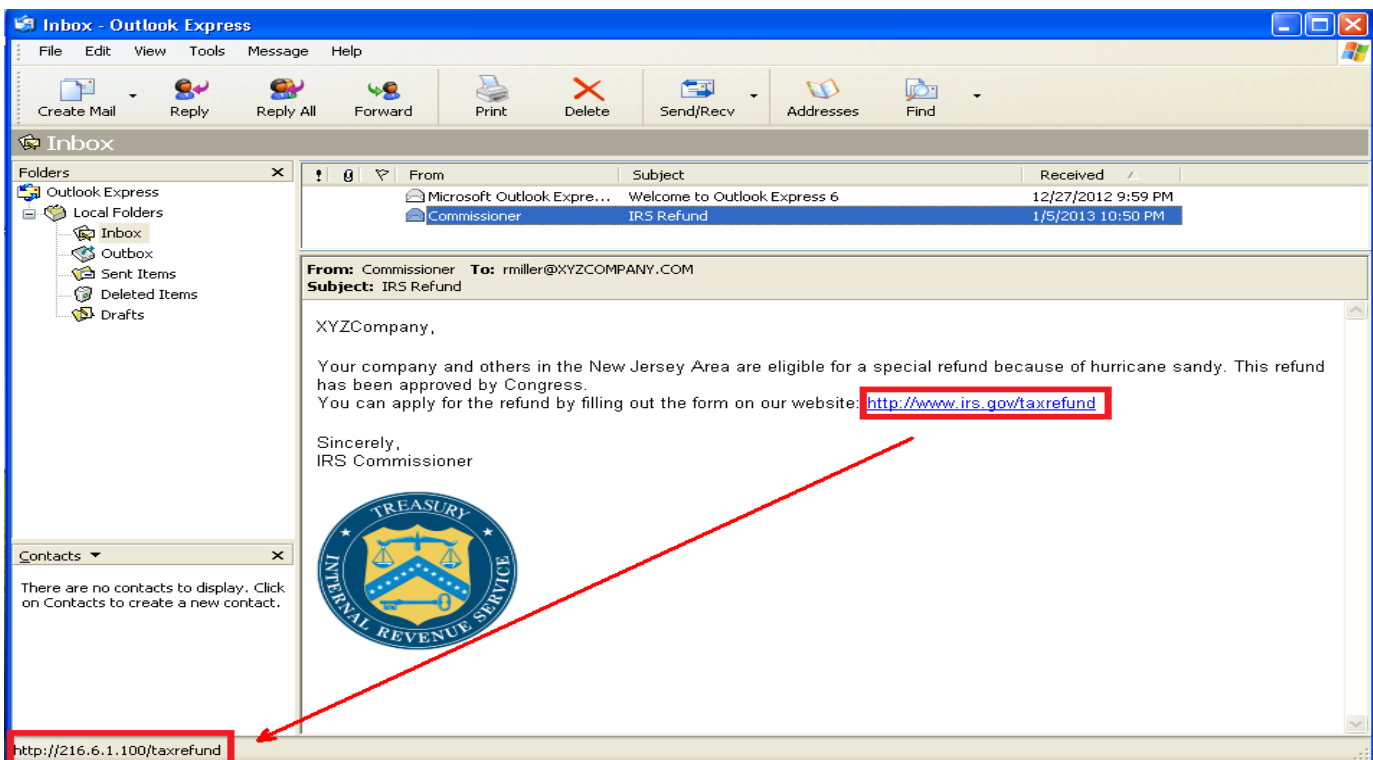 Inbox - Outlook Express
File Edit View Tools Message Help
Create Mail Reply Reply All Forward Print Delete Send/Recv Addresses Find
Inbox
Folders
Outlook Express
Local Folders
Inbox
Outbox
Sent Items
Deleted Items
Drafts
From Subject Received
Microsoft Outlook Expre... Welcome to Outlook Express 6 12/27/2012 9:59 PM
Commissioner IRS Refund 1/5/2013 10:50 PM
From: Commissioner To: rmiller@XYZCOMPANY.COM
Subject: IRS Refund
XYZCompany,
Your company and others in the New Jersey Area are eligible for a special refund because of hurricane sandy. This refund
has been approved by Congress.
You can apply for the refund by filling out the form on our website: http://www.irs.gov/taxrefund
Sincerely,
IRS Commissioner
TREASURY
INTERNAL REVENUE SERVICE
Contacts
There are no contacts to display. Click
on Contacts to create a new contact.
http://216.6.1.100/taxrefund